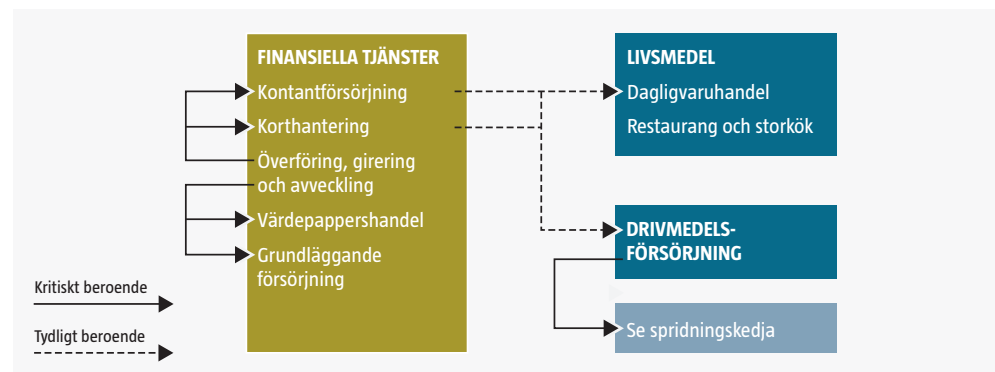 FINANSIELLA TJÄNSTER
Kontantförsörjning
Korthantering
Överföring, girering
och avveckling
Värdepappershandel
Grundläggande
försörjning
LIVSMEDEL
Dagligvaruhandel
Restaurang och storkök
DRIVMEDELS-
FÖRSÖRJNING
Se spridningskedja
Kritiskt beroende
Tydligt beroende